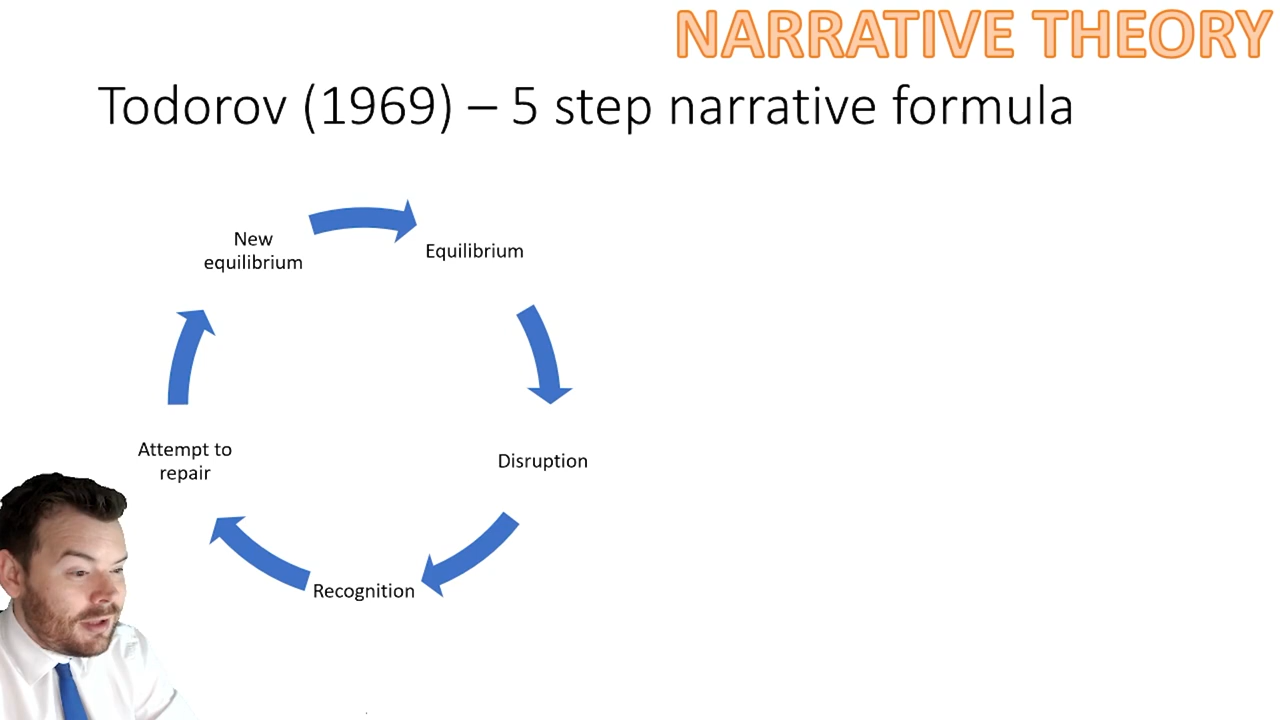 NARRATIVE THEORY
Todorov (1969) – 5 step narrative formula
New
equilibrium
Equilibrium
Attempt to
repair
Disruption
Recognition